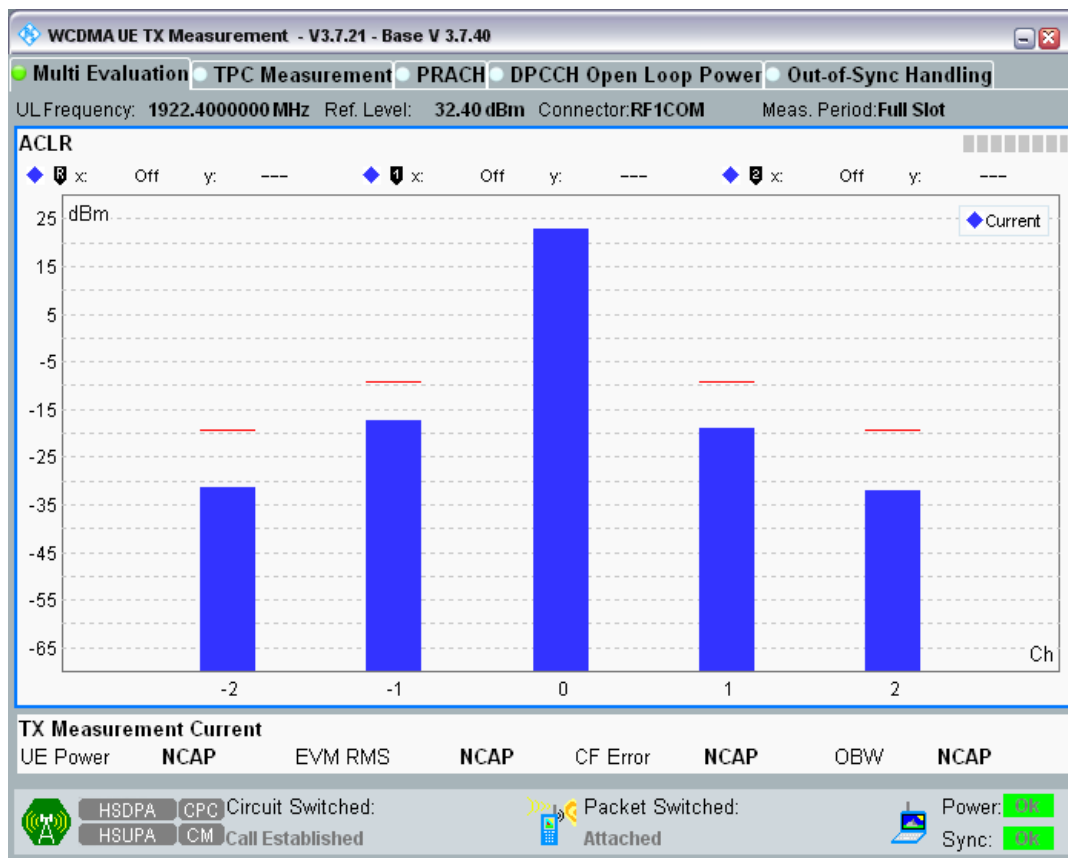 WCDMA UE TX Measurement - V3.7.21 - Base V 3.7.40
Multi Evaluation TPC Measurement PRACH DPCCH Open Loop Power Out-of-Sync Handling
UL Frequency: 1922.4000000 MHz Ref. Level: 32.40 dBm Connector:RF1COM Meas. Period:Full Slot
ACLR
R x: Off y: --- 1 x: Off y: --- 2 x: Off y: ---
25 dBm Current
15
5
-5
-15
-25
-35
-45
-55
-65 Ch
-2 -1 0 1 2
TX Measurement Current
UE Power NCAP EVM RMS NCAP CF Error NCAP OBW NCAP
HSDPA CPC Circuit Switched: Packet Switched: Power: Ok
HSUPA CM Call Established Attached Sync: Ok